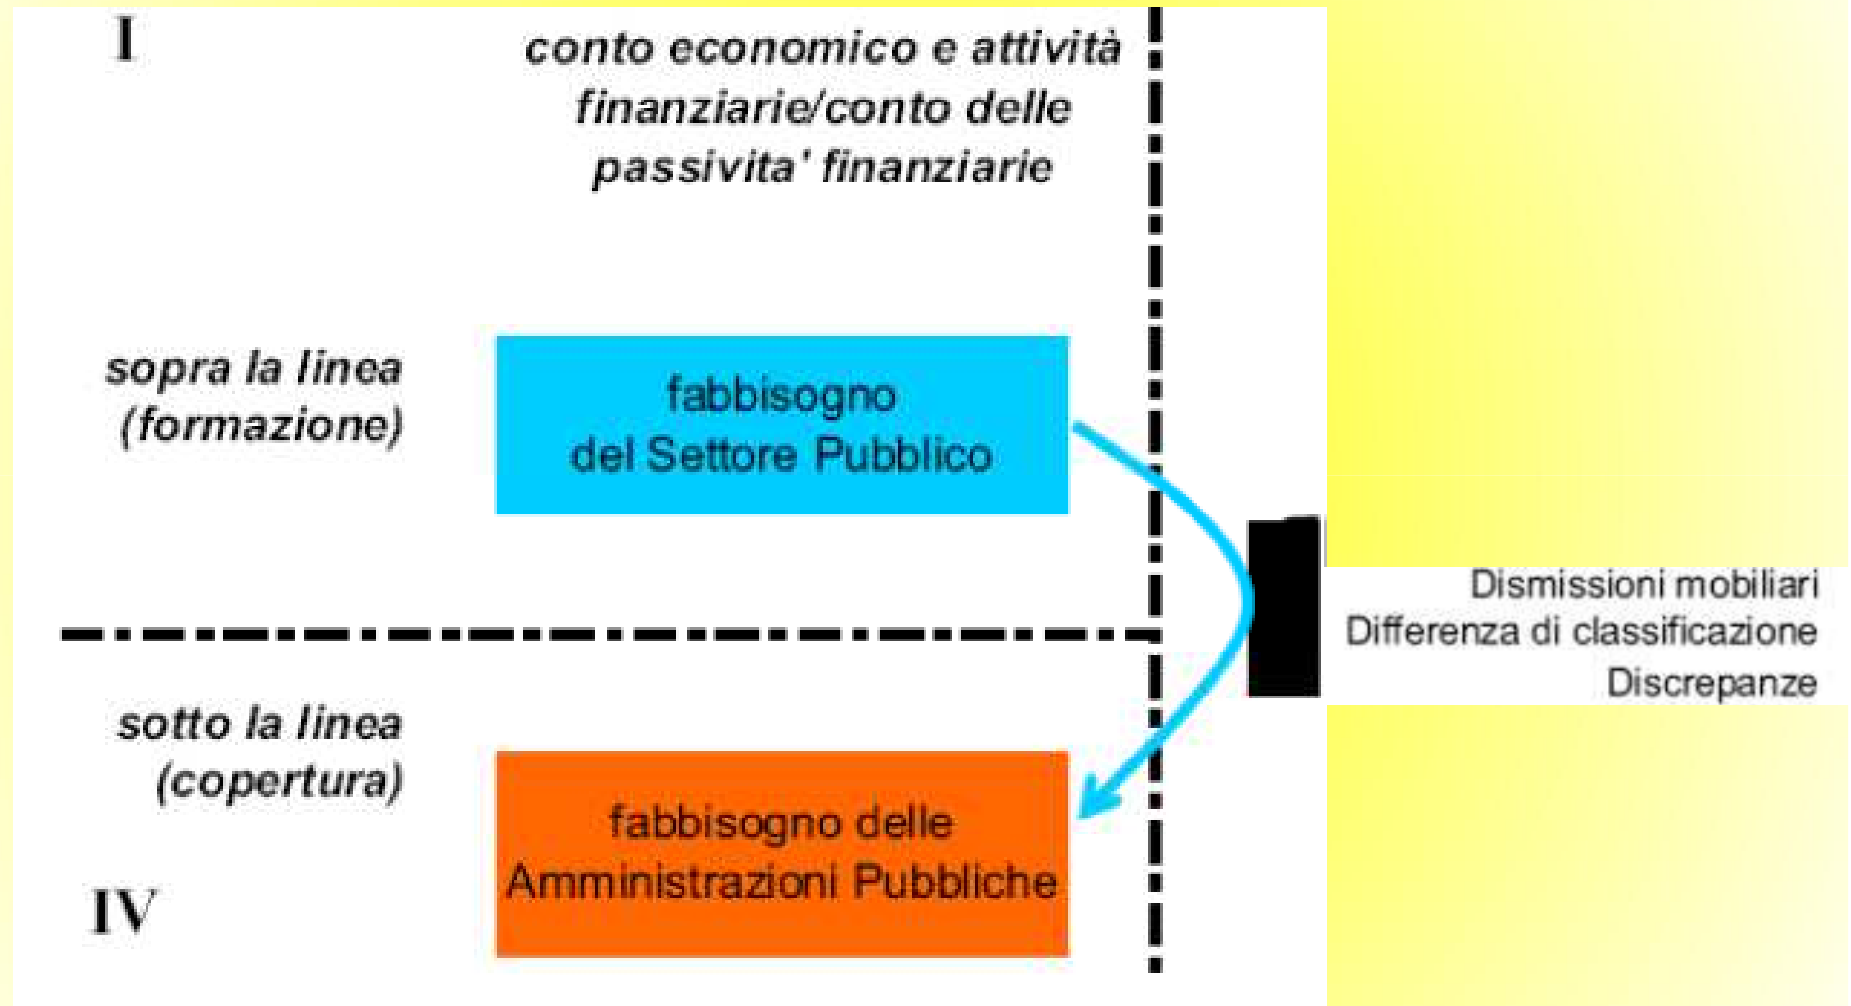 I
conto economico e attività
finanziarie/conto delle
passivita' finanziarie
sopra la linea
(formazione)
fabbisogno
del Settore Pubblico
Dismissioni mobiliari
Differenza di classificazione
Discrepanze
sotto la linea
(copertura)
fabbisogno delle
Amministrazioni Pubbliche
IV